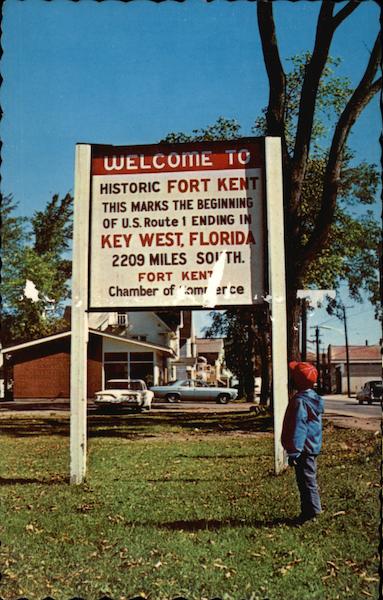 WELCOME TO
HISTORIC FORT KENT
THIS MARKS THE BEGINNING
OF U.S. Route 1 ENDING IN
KEY WEST, FLORIDA
2209 MILES SOUTH.
FORT KENT
Chamber of Commerce